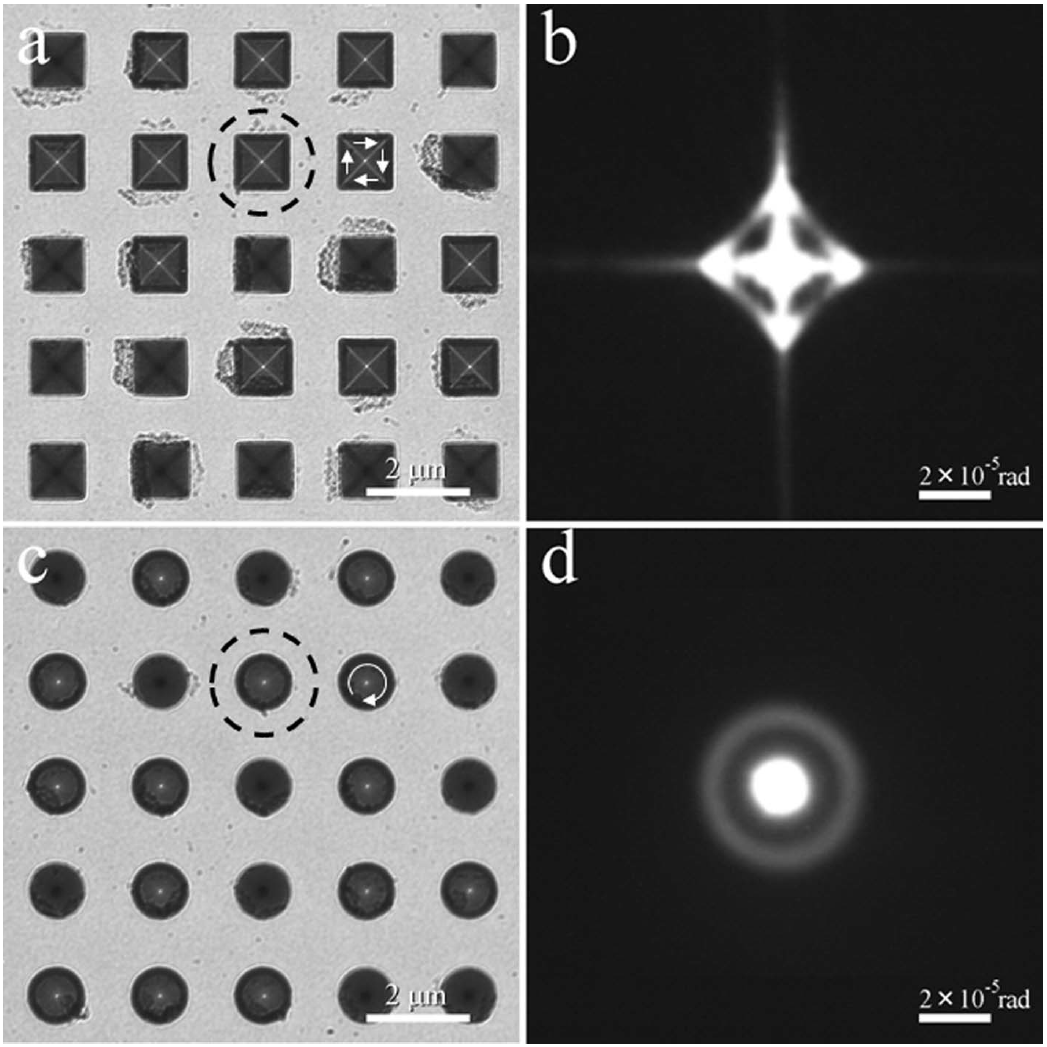 a
b
2 μm
2 × 10⁻⁵rad
c
d
2 μm
2 × 10⁻⁵rad